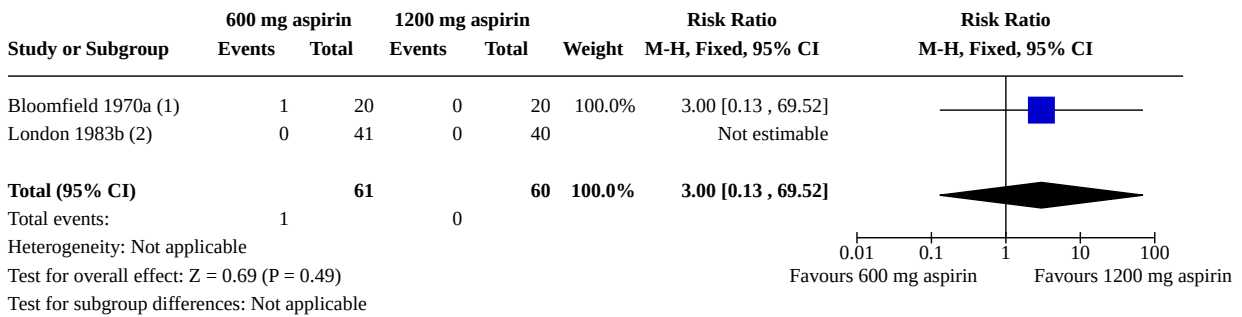 600 mg aspirin 1200 mg aspirin Risk Ratio Risk Ratio
Study or Subgroup Events Total Events Total Weight M-H, Fixed, 95% CI M-H, Fixed, 95% CI
Bloomfield 1970a (1) 1 20 0 20 100.0% 3.00 [0.13 , 69.52]
London 1983b (2) 0 41 0 40 Not estimable
Total (95% CI) 61 60 100.0% 3.00 [0.13 , 69.52]
Total events: 1 0
Heterogeneity: Not applicable 0.01 0.1 1 10 100
Test for overall effect: Z = 0.69 (P = 0.49) Favours 600 mg aspirin Favours 1200 mg aspirin
Test for subgroup differences: Not applicable